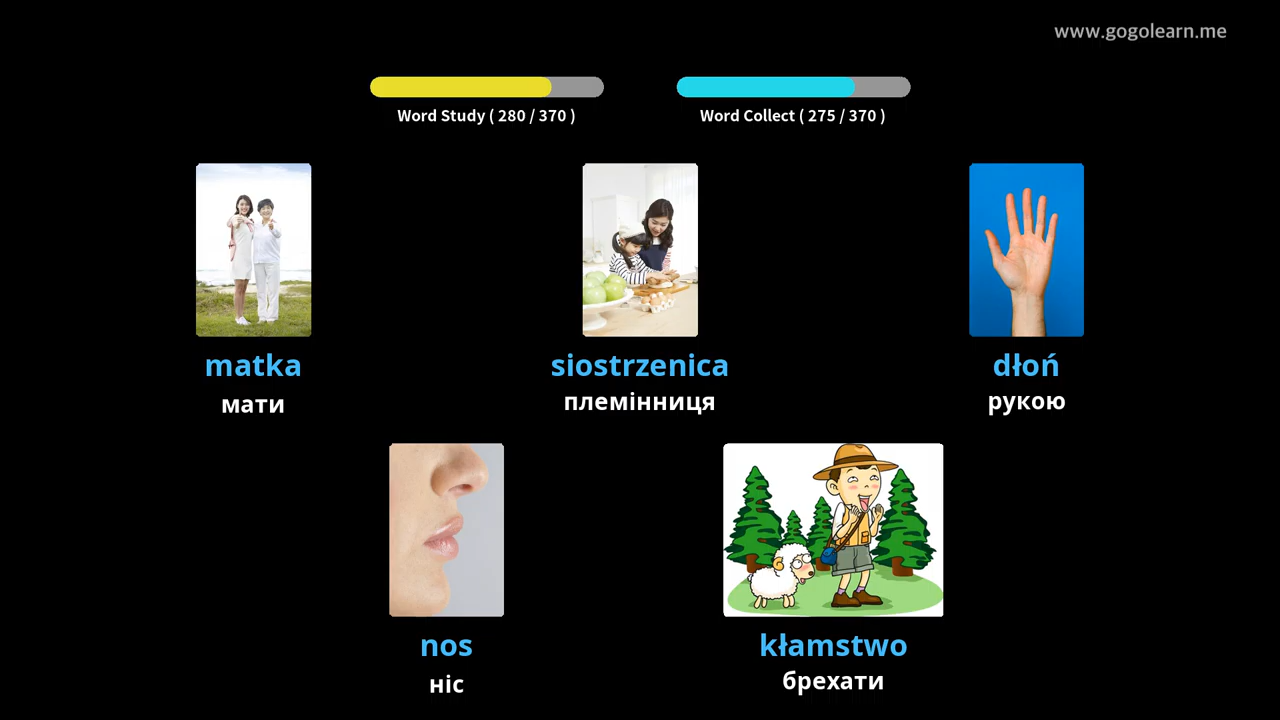 www.gogolearn.me
Word Study ( 280 / 370 )
Word Collect ( 275 / 370 )
matka
мати
siostrzenica
племінниця
dłoń
рукою
nos
ніс
kłamstwo
брехати